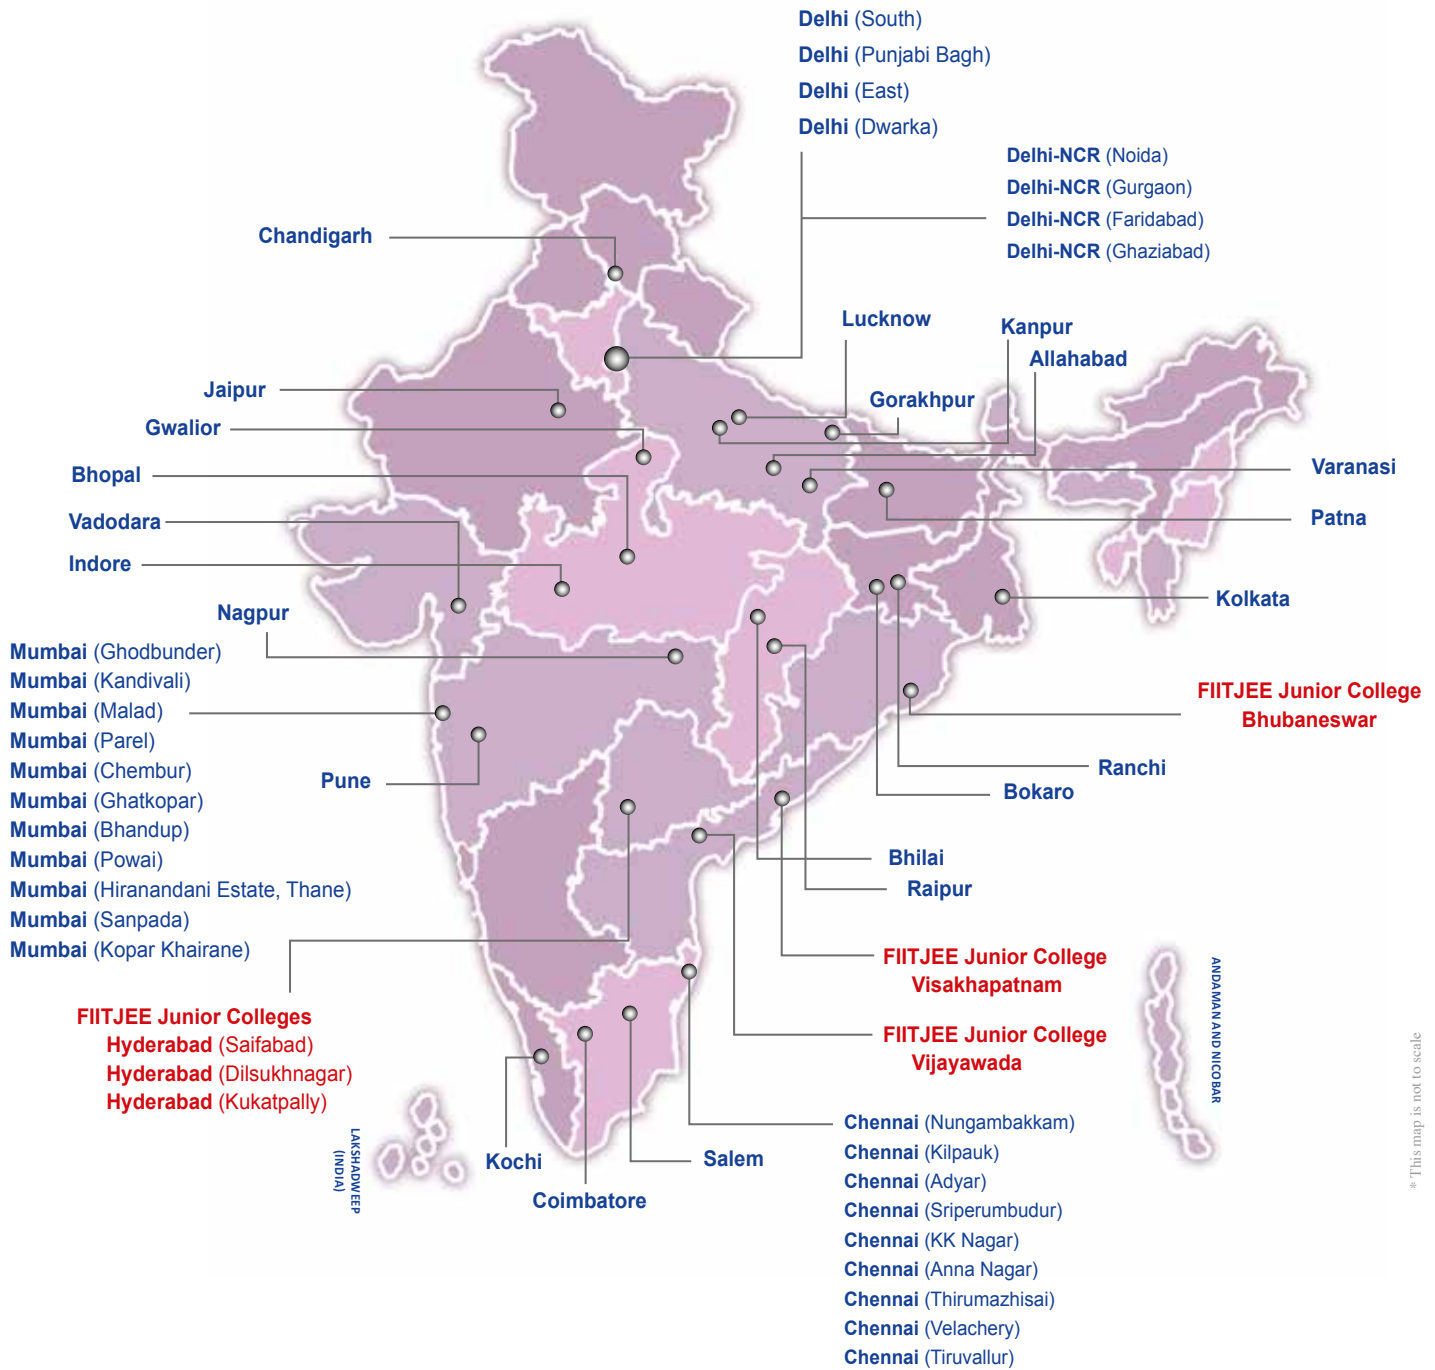 Delhi (South)
Delhi (Punjabi Bagh)
Delhi (East)
Delhi (Dwarka)
Delhi-NCR (Noida)
Delhi-NCR (Gurgaon)
Delhi-NCR (Faridabad)
Delhi-NCR (Ghaziabad)
Chandigarh
Lucknow
Kanpur
Allahabad
Jaipur
Gorakhpur
Gwalior
Bhopal
Varanasi
Vadodara
Patna
Indore
Kolkata
Nagpur
Mumbai (Ghodbunder)
Mumbai (Kandivali)
Mumbai (Malad)
Mumbai (Parel)
Mumbai (Chembur)
Mumbai (Ghatkopar)
Mumbai (Bhandup)
Mumbai (Powai)
Mumbai (Hiranandani Estate, Thane)
Mumbai (Sanpada)
Mumbai (Kopar Khairane)
Pune
FIITJEE Junior College
Bhubaneswar
Ranchi
Bokaro
Bhilai
Raipur
FIITJEE Junior College
Visakhapatnam
FIITJEE Junior College
Vijayawada
FIITJEE Junior Colleges
Hyderabad (Saifabad)
Hyderabad (Dilsukhnagar)
Hyderabad (Kukatpally)
ANDAMAN AND NICOBAR
LAKSHADWEEP
(INDIA)
Kochi
Coimbatore
Salem
Chennai (Nungambakkam)
Chennai (Kilpauk)
Chennai (Adyar)
Chennai (Sriperumbudur)
Chennai (KK Nagar)
Chennai (Anna Nagar)
Chennai (Thirumazhisai)
Chennai (Velachery)
Chennai (Tiruvallur)
* This map is not to scale